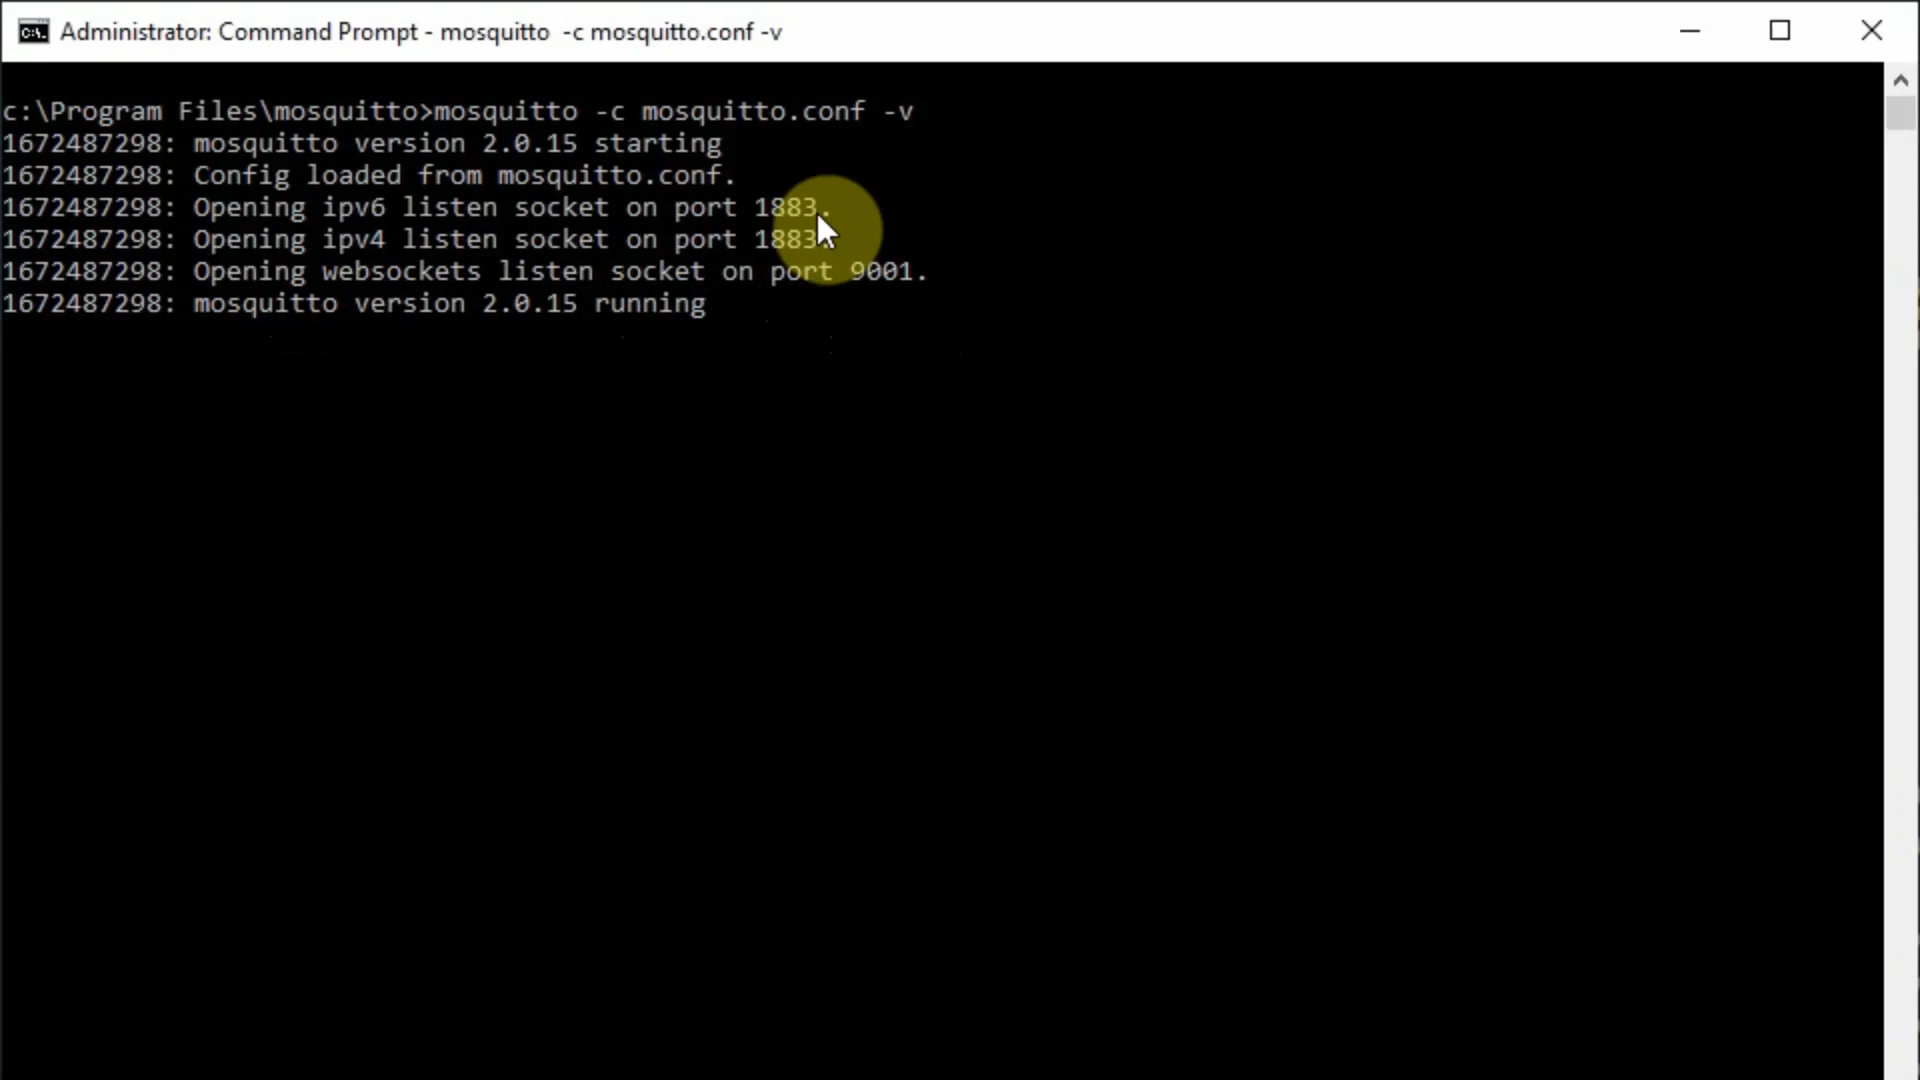 Administrator: Command Prompt - mosquitto  -c mosquitto.conf -v
c:\Program Files\mosquitto>mosquitto -c mosquitto.conf -v
1672487298: mosquitto version 2.0.15 starting
1672487298: Config loaded from mosquitto.conf.
1672487298: Opening ipv6 listen socket on port 1883.
1672487298: Opening ipv4 listen socket on port 1883.
1672487298: Opening websockets listen socket on port 9001.
1672487298: mosquitto version 2.0.15 running